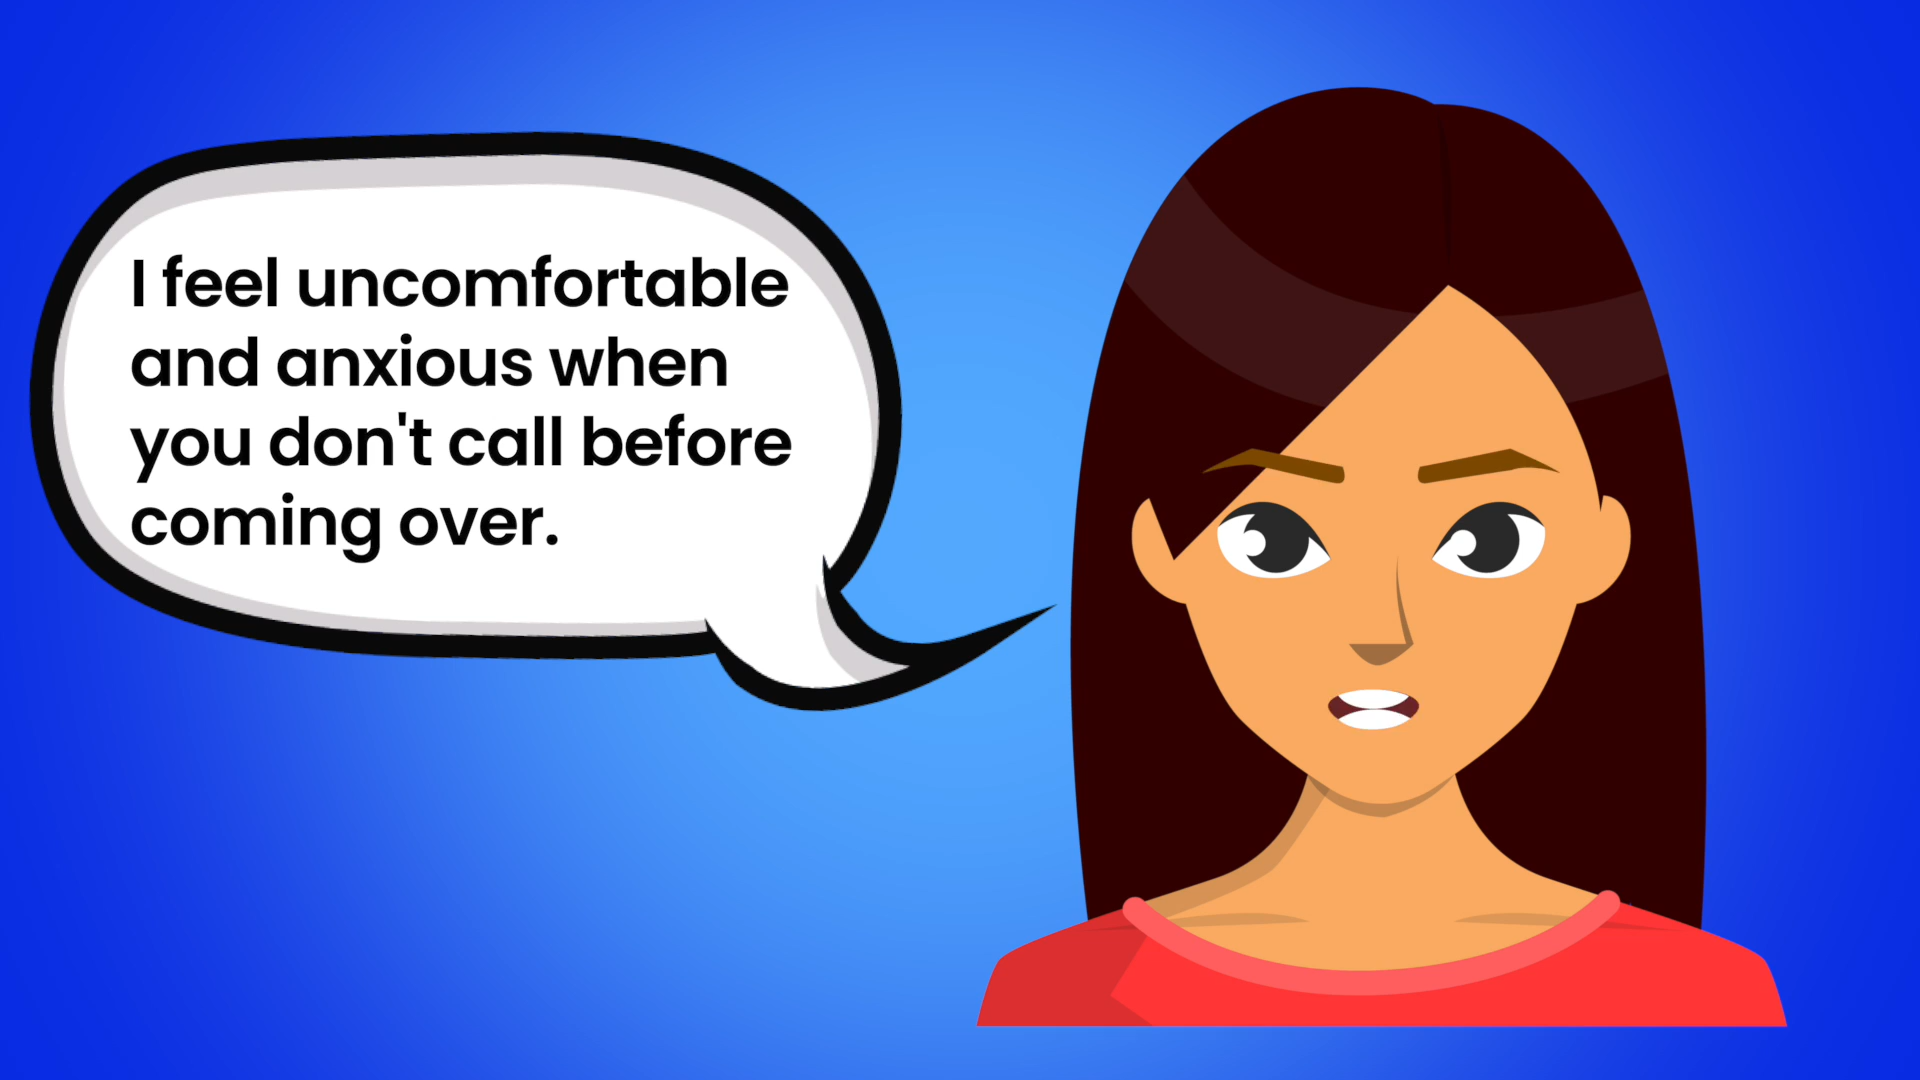 I feel uncomfortable
and anxious when
you don't call before
coming over.